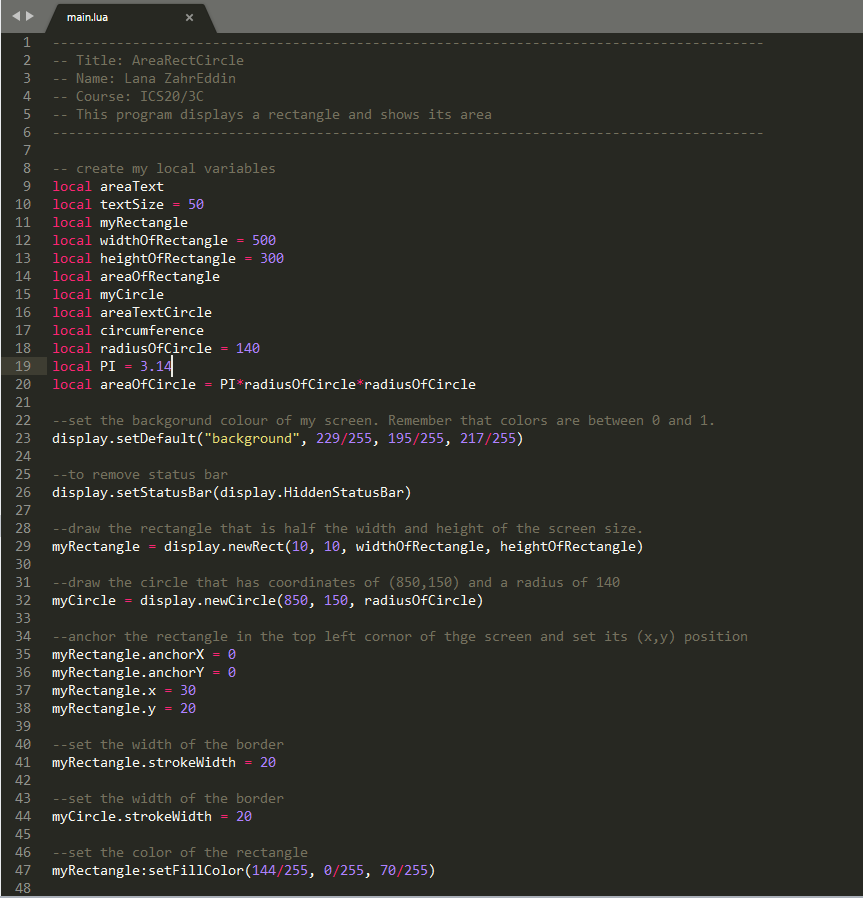 main.lua ×
1 -----------------------------------------------------------------------------------------
2 -- Title: AreaRectCircle
3 -- Name: Lana ZahrEddin
4 -- Course: ICS20/3C
5 -- This program displays a rectangle and shows its area
6 -----------------------------------------------------------------------------------------
7
8 -- create my local variables
9 local areaText
10 local textSize = 50
11 local myRectangle
12 local widthOfRectangle = 500
13 local heightOfRectangle = 300
14 local areaOfRectangle
15 local myCircle
16 local areaTextCircle
17 local circumference
18 local radiusOfCircle = 140
19 local PI = 3.14
20 local areaOfCircle = PI*radiusOfCircle*radiusOfCircle
21
22 --set the backgorund colour of my screen. Remember that colors are between 0 and 1.
23 display.setDefault("background", 229/255, 195/255, 217/255)
24
25 --to remove status bar
26 display.setStatusBar(display.HiddenStatusBar)
27
28 --draw the rectangle that is half the width and height of the screen size.
29 myRectangle = display.newRect(10, 10, widthOfRectangle, heightOfRectangle)
30
31 --draw the circle that has coordinates of (850,150) and a radius of 140
32 myCircle = display.newCircle(850, 150, radiusOfCircle)
33
34 --anchor the rectangle in the top left cornor of thge screen and set its (x,y) position
35 myRectangle.anchorX = 0
36 myRectangle.anchorY = 0
37 myRectangle.x = 30
38 myRectangle.y = 20
39
40 --set the width of the border
41 myRectangle.strokeWidth = 20
42
43 --set the width of the border
44 myCircle.strokeWidth = 20
45
46 --set the color of the rectangle
47 myRectangle:setFillColor(144/255, 0/255, 70/255)
48